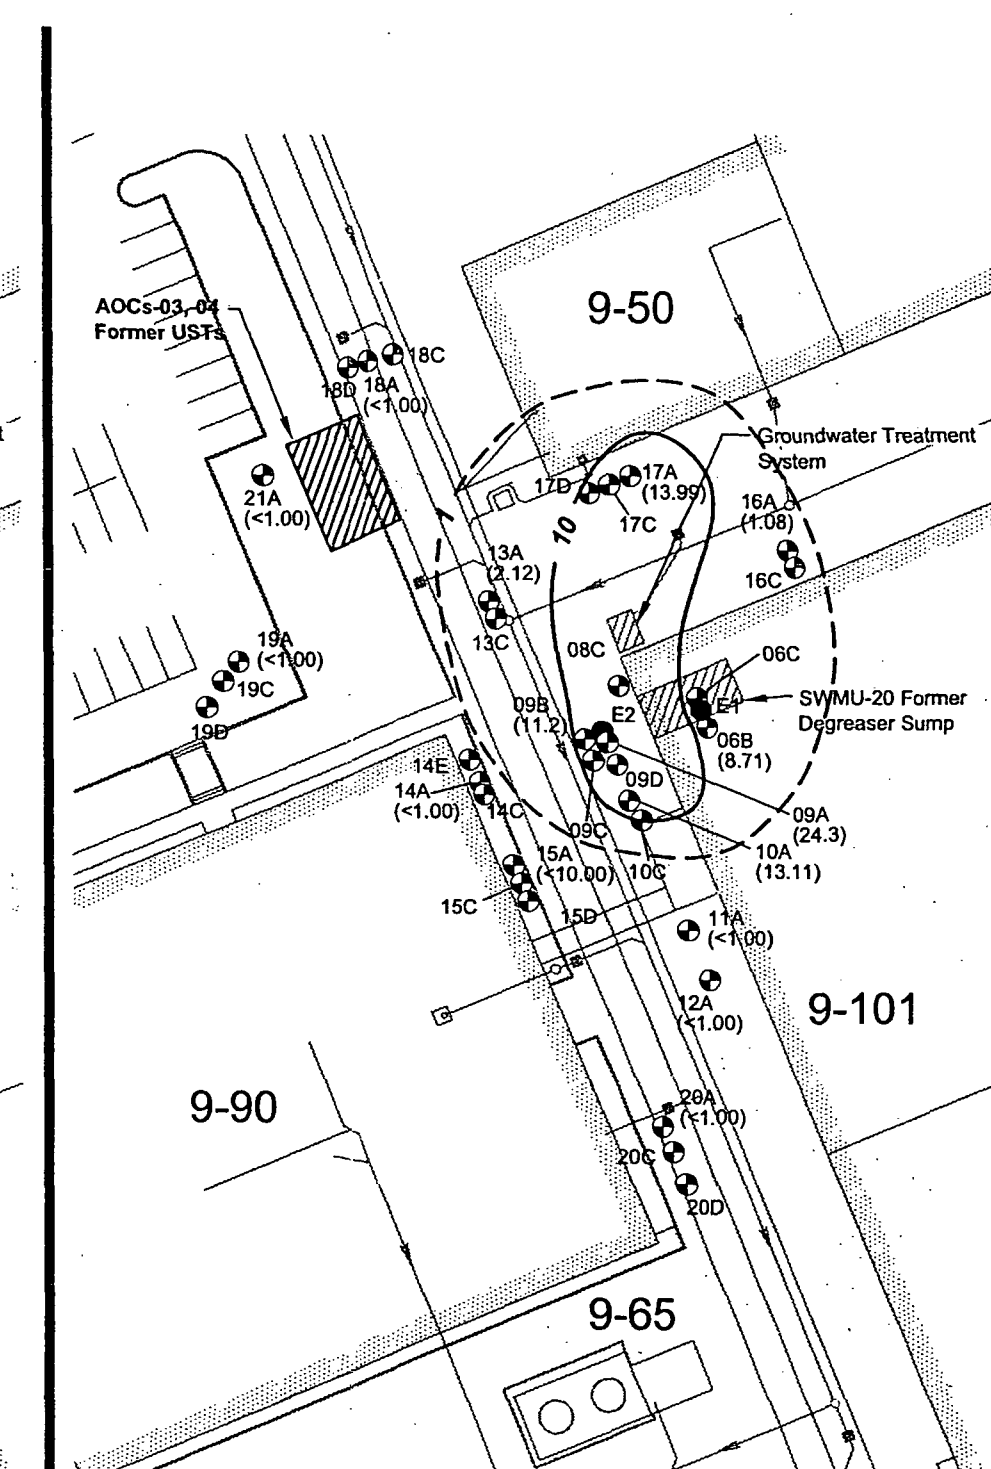 9-50
AOCs-03,-04
Former USTs
18C
18D
18A
(<1.00)
Groundwater Treatment
System
17D
17A
(13.99)
17C
10
21A
(<1.00)
16A
(1.08)
16C
13A
(2.12)
13C
08C
19A
(<1.00)
19C
19D
06C
SWMU-20 Former
Degreaser Sump
E1
09B
(11.2)
E2
06B
(8.71)
14E
14A
(<1.00)
14C
09D
09A
(24.3)
09C
10A
(13.11)
10C
15A
(<10.00)
15C
15D
11A
(<1.00)
12A
(<1.00)
9-101
9-90
20A
(<1.00)
20C
20D
9-65